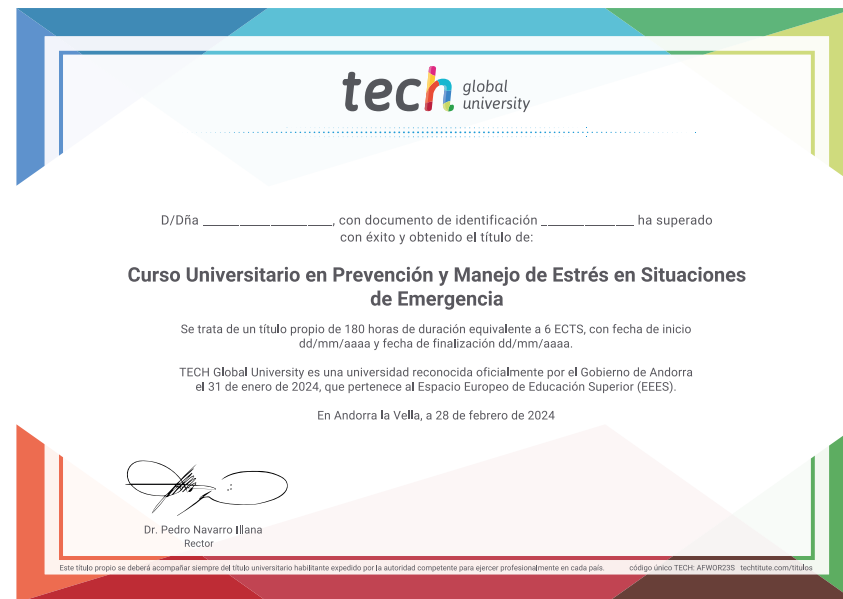 tech global university
D/Dña ____________________, con documento de identificación ______________ ha superado
con éxito y obtenido el título de:
Curso Universitario en Prevención y Manejo de Estrés en Situaciones
de Emergencia
Se trata de un título propio de 180 horas de duración equivalente a 6 ECTS, con fecha de inicio
dd/mm/aaaa y fecha de finalización dd/mm/aaaa.
TECH Global University es una universidad reconocida oficialmente por el Gobierno de Andorra
el 31 de enero de 2024, que pertenece al Espacio Europeo de Educación Superior (EEES).
En Andorra la Vella, a 28 de febrero de 2024
Dr. Pedro Navarro Illana
Rector
Este título propio se deberá acompañar siempre del título universitario habilitante expedido por la autoridad competente para ejercer profesionalmente en cada país. código único TECH: AFWOR23S techtitute.com/titulos